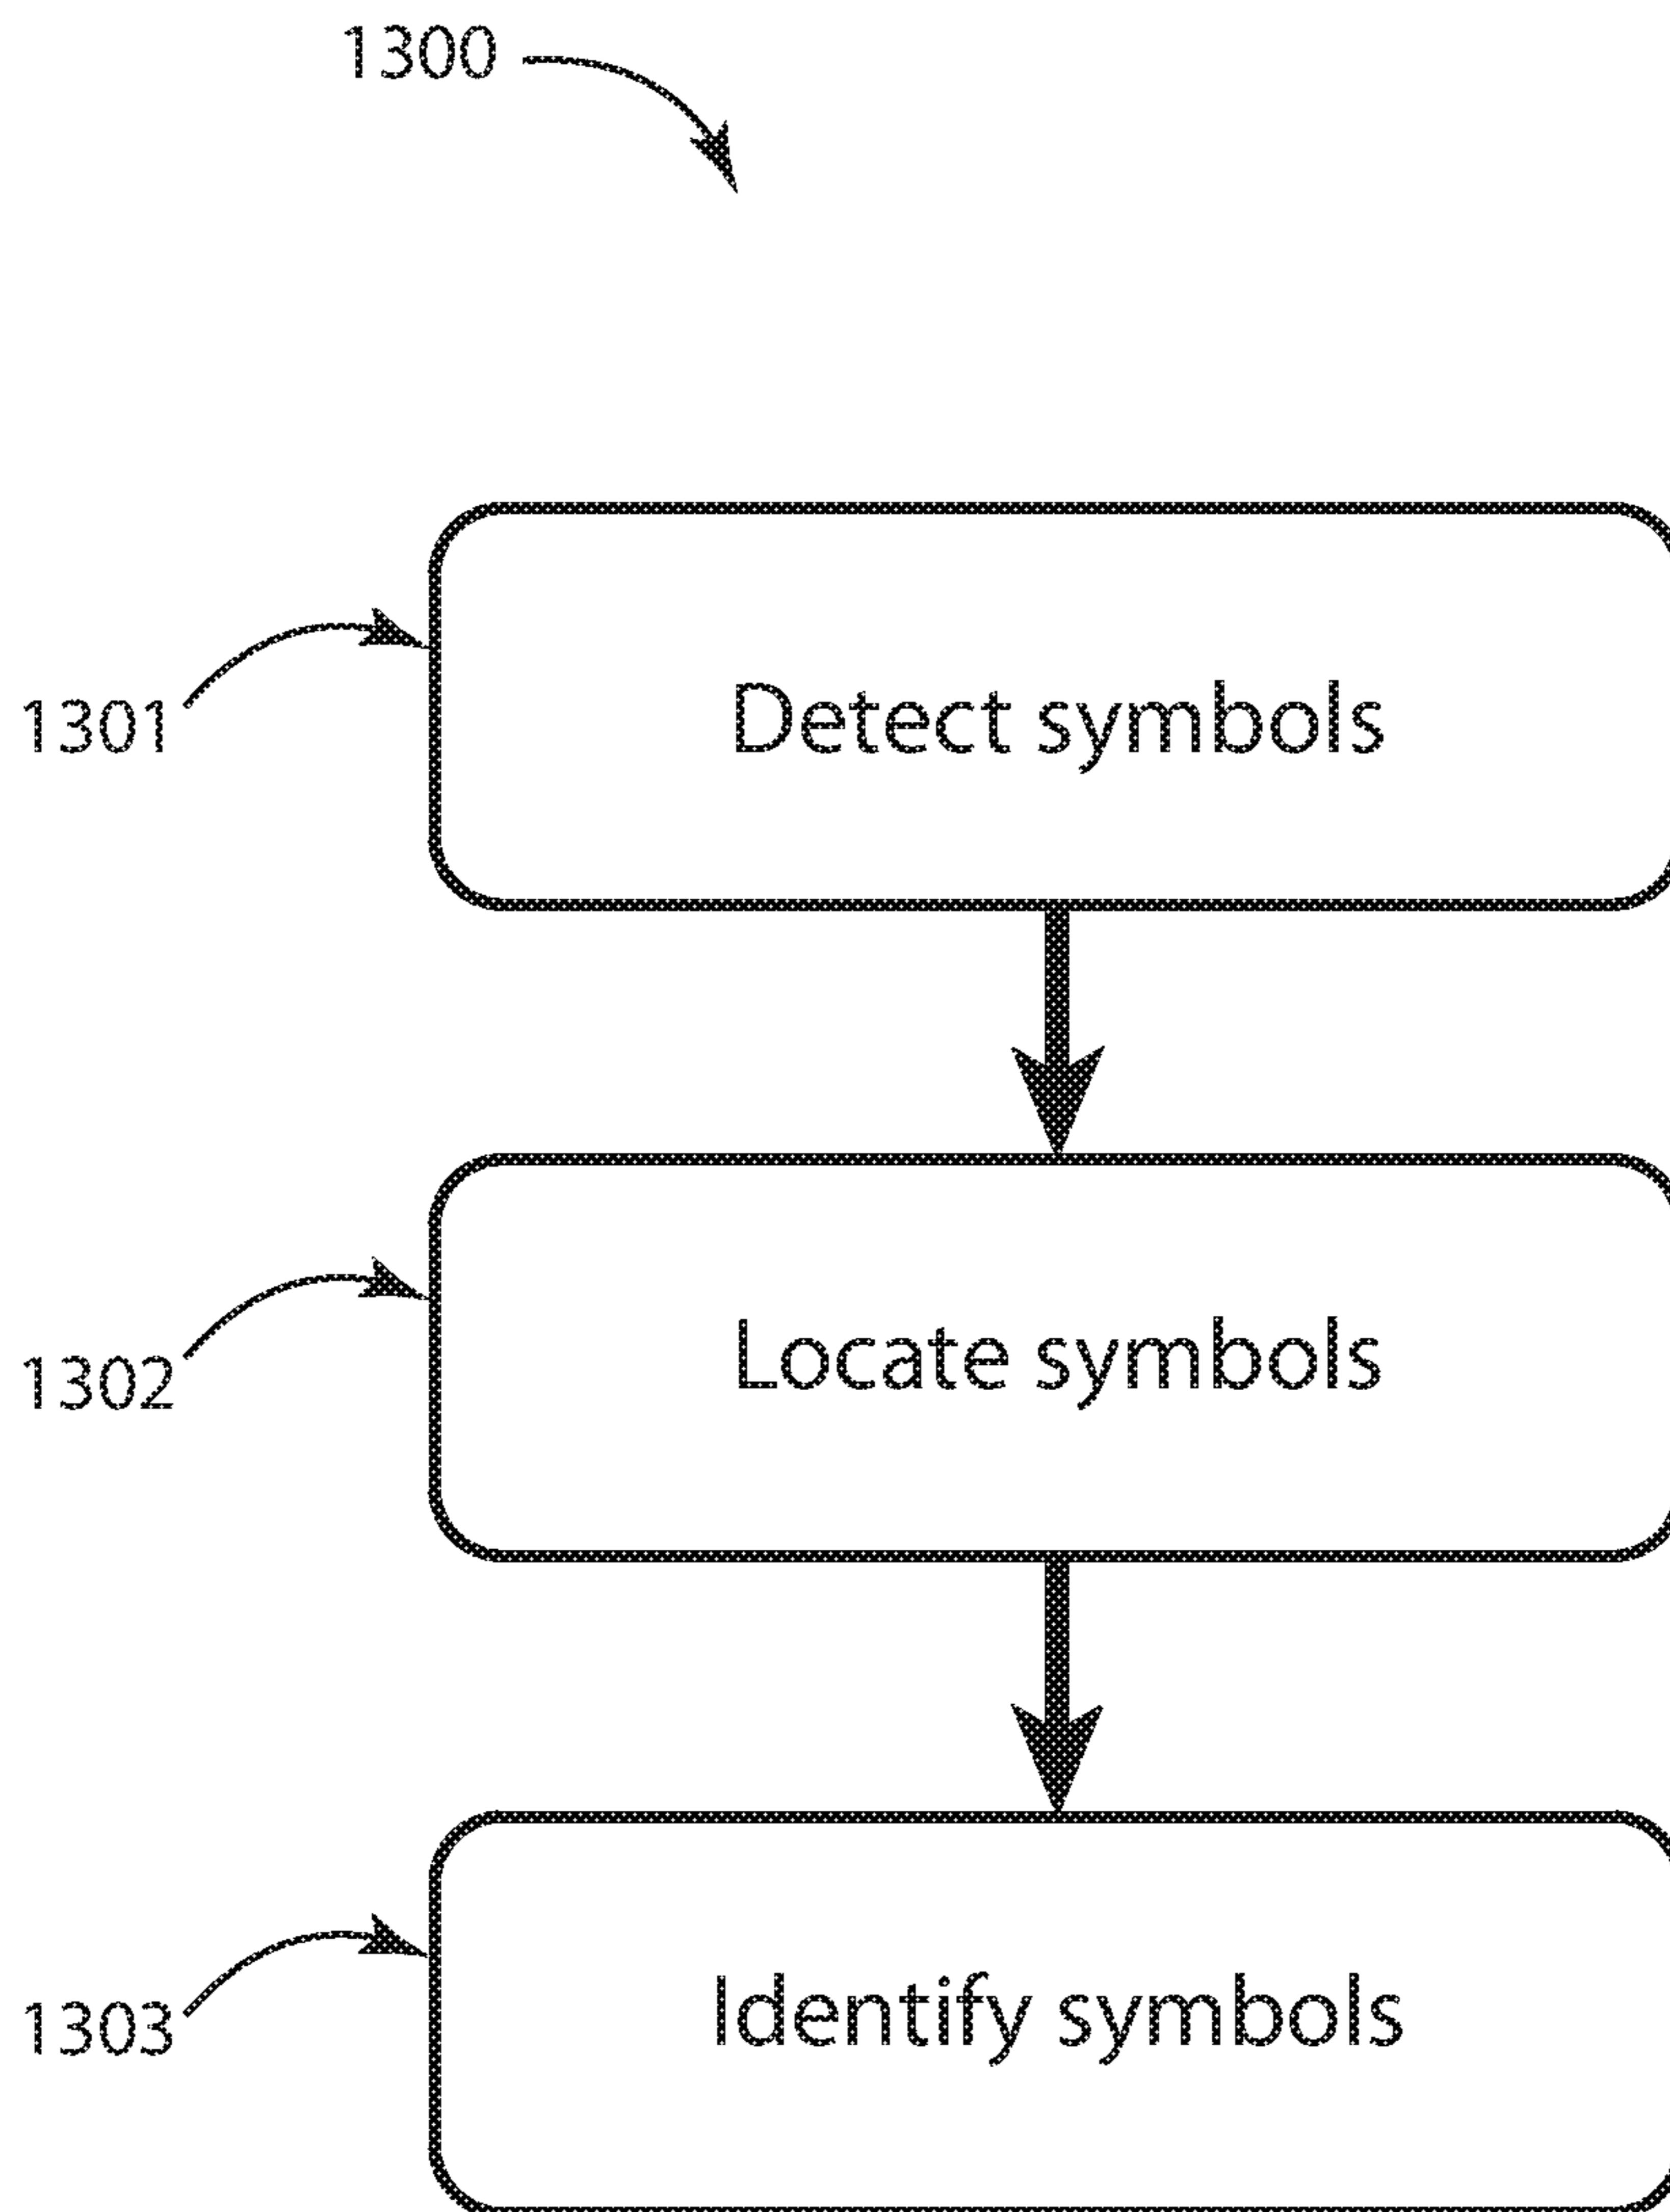 1300
1301
Detect symbols
1302
Locate symbols
1303
Identify symbols